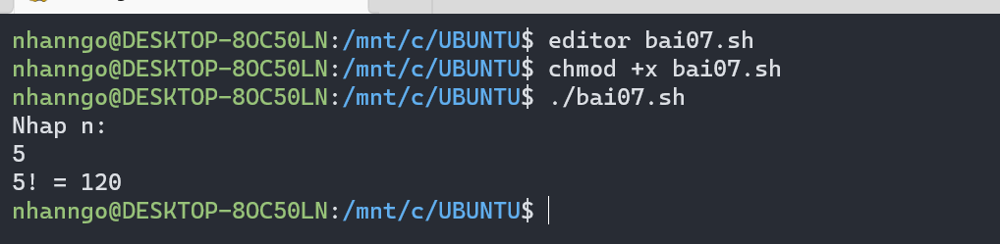 nhanngo@DESKTOP-8OC50LN:/mnt/c/UBUNTU$ editor bai07.sh
nhanngo@DESKTOP-8OC50LN:/mnt/c/UBUNTU$ chmod +x bai07.sh
nhanngo@DESKTOP-8OC50LN:/mnt/c/UBUNTU$ ./bai07.sh
Nhap n:
5
5! = 120
nhanngo@DESKTOP-8OC50LN:/mnt/c/UBUNTU$